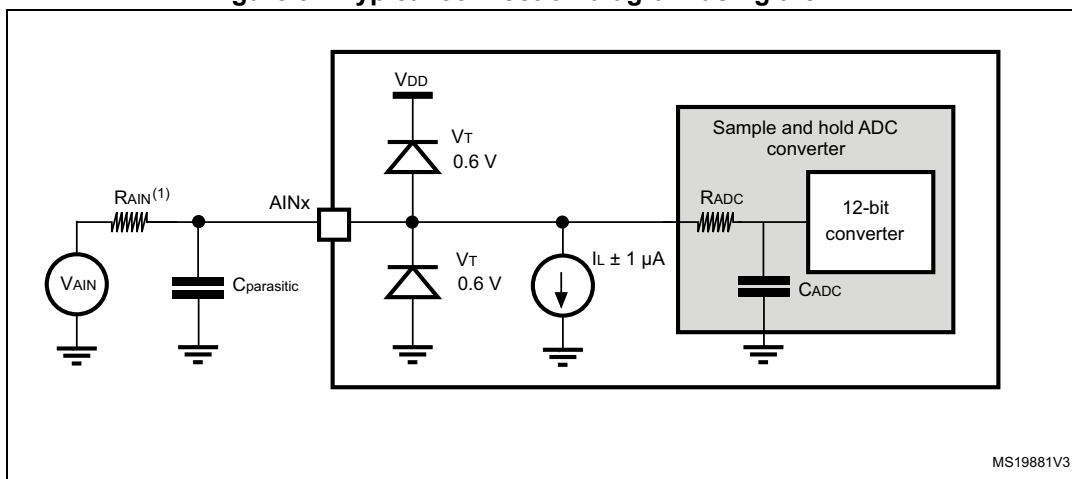 VDD
Sample and hold ADC
converter
VT
0.6 V
RAIN(1)
AINx
RADC
12-bit
converter
VT
0.6 V
IL ± 1 µA
VAIN
Cparasitic
CADC
MS19881V3